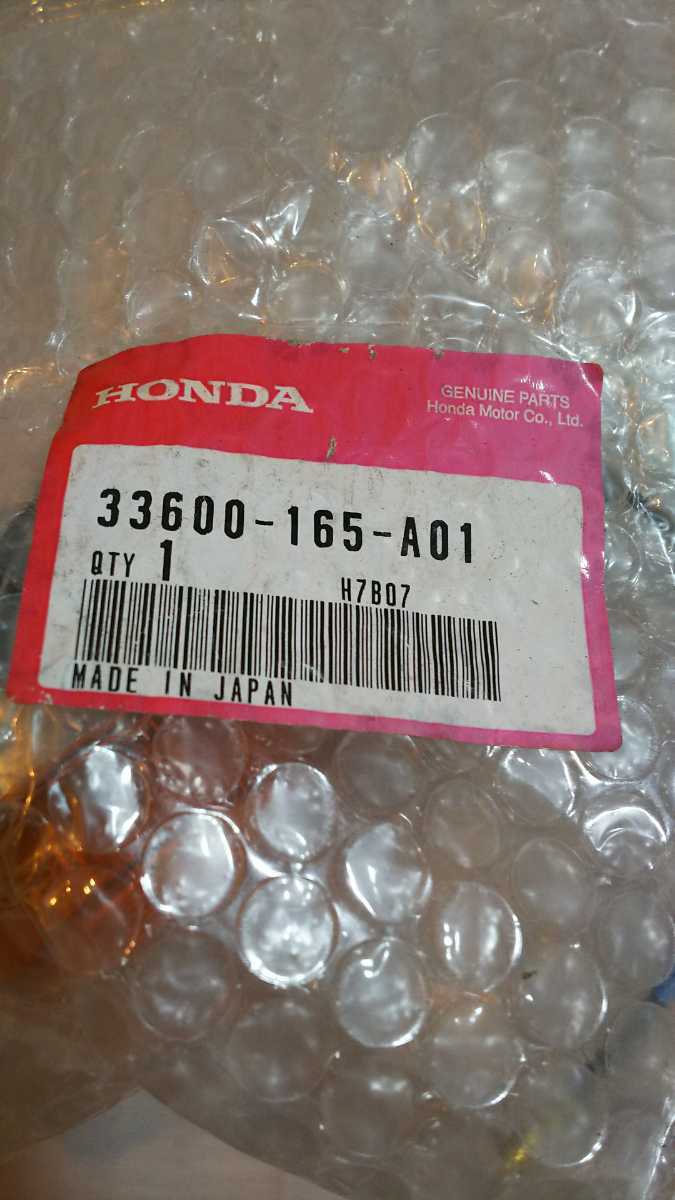 HONDA
GENUINE PARTS
Honda Motor Co., Ltd.
33600-165-A01
QTY 1
H7B07
MADE IN JAPAN